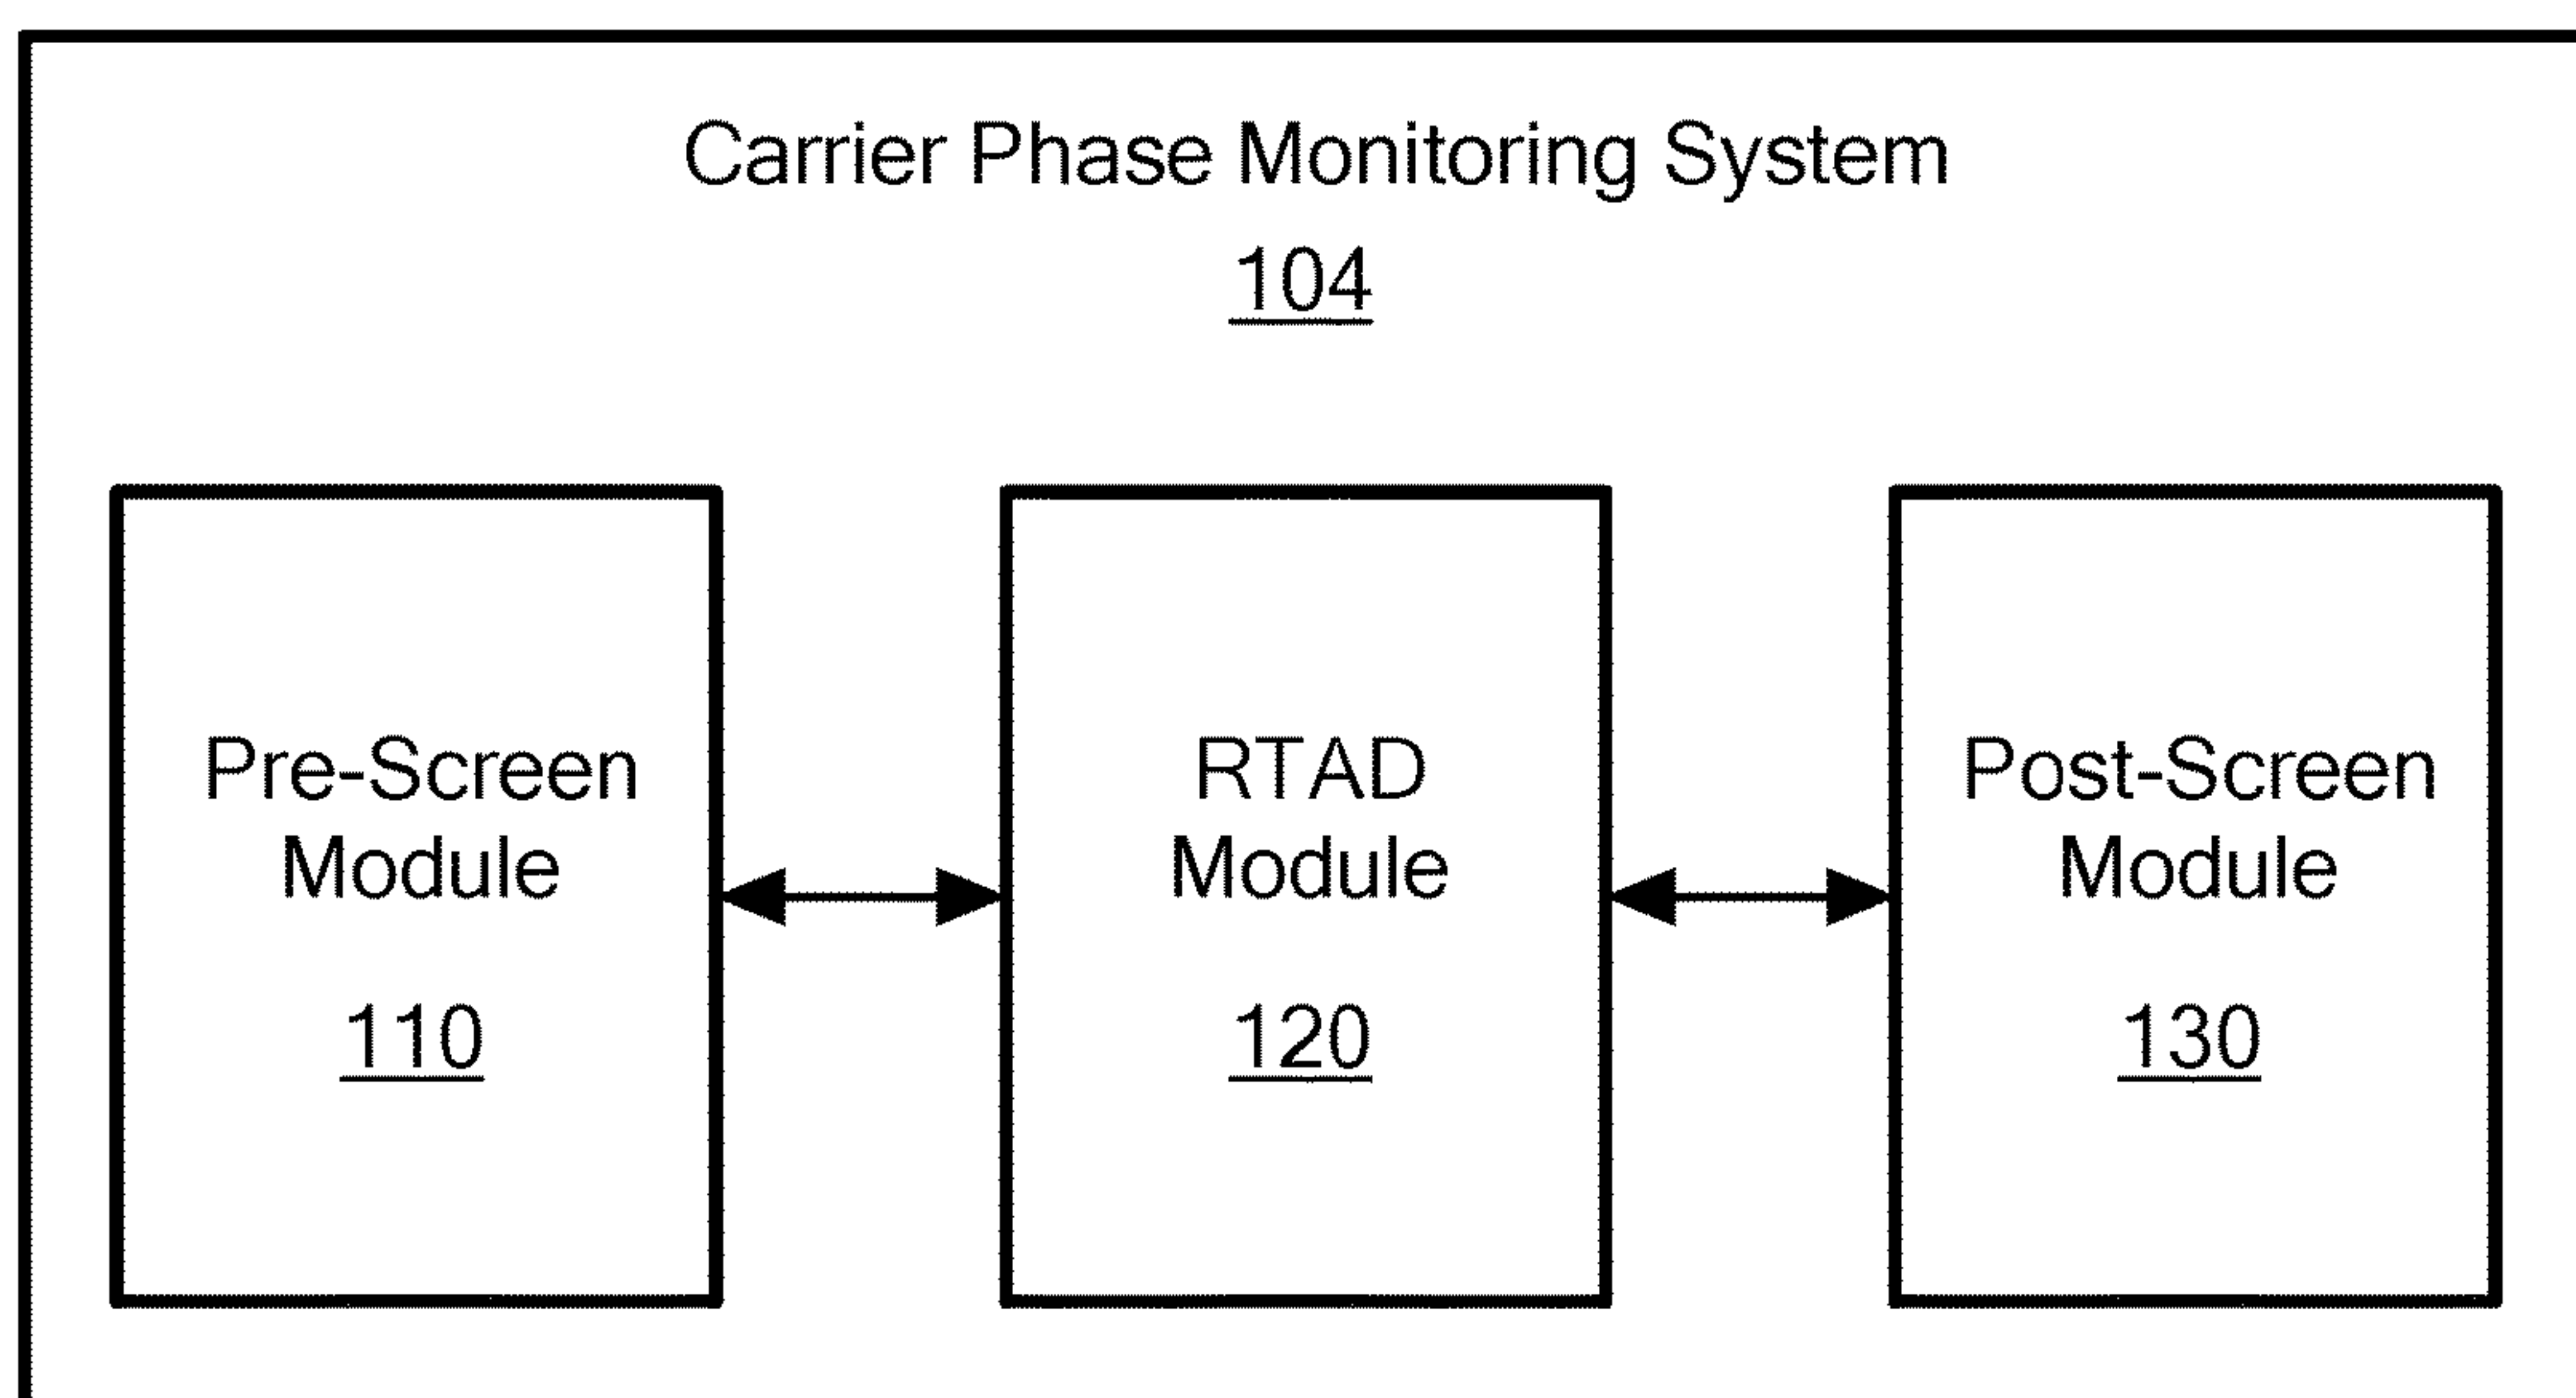 Carrier Phase Monitoring System
104
Pre-Screen
Module
110
RTAD
Module
120
Post-Screen
Module
130